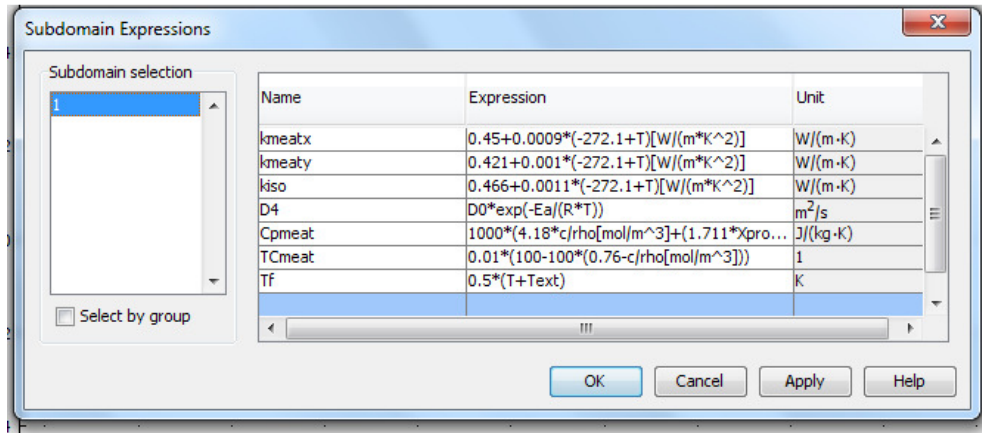 Subdomain Expressions
Subdomain selection
1
Select by group
Name Expression Unit
kmeatx 0.45+0.0009*(-272.1+T)[W/(m*K^2)] W/(m·K)
kmeaty 0.421+0.001*(-272.1+T)[W/(m*K^2)] W/(m·K)
kiso 0.466+0.0011*(-272.1+T)[W/(m*K^2)] W/(m·K)
D4 D0*exp(-Ea/(R*T)) m²/s
Cpmeat 1000*(4.18*c/rho[mol/m^3]+(1.711*Xpro... J/(kg·K)
TCmeat 0.01*(100-100*(0.76-c/rho[mol/m^3])) 1
Tf 0.5*(T+Text) K
OK Cancel Apply Help